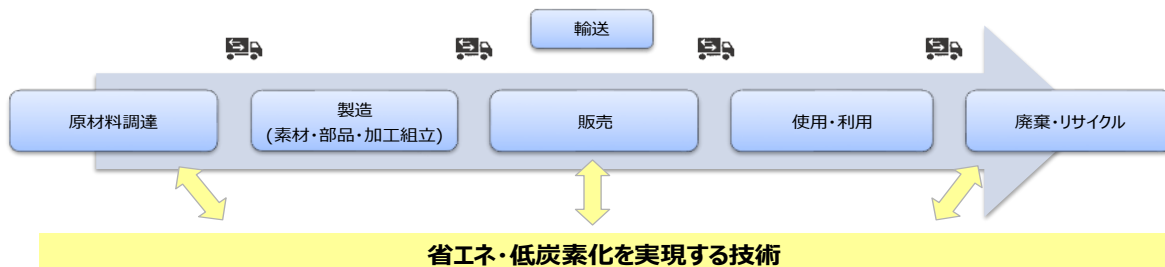 輸送
原材料調達
製造
(素材・部品・加工組立)
販売
使用・利用
廃棄・リサイクル
省エネ・低炭素化を実現する技術